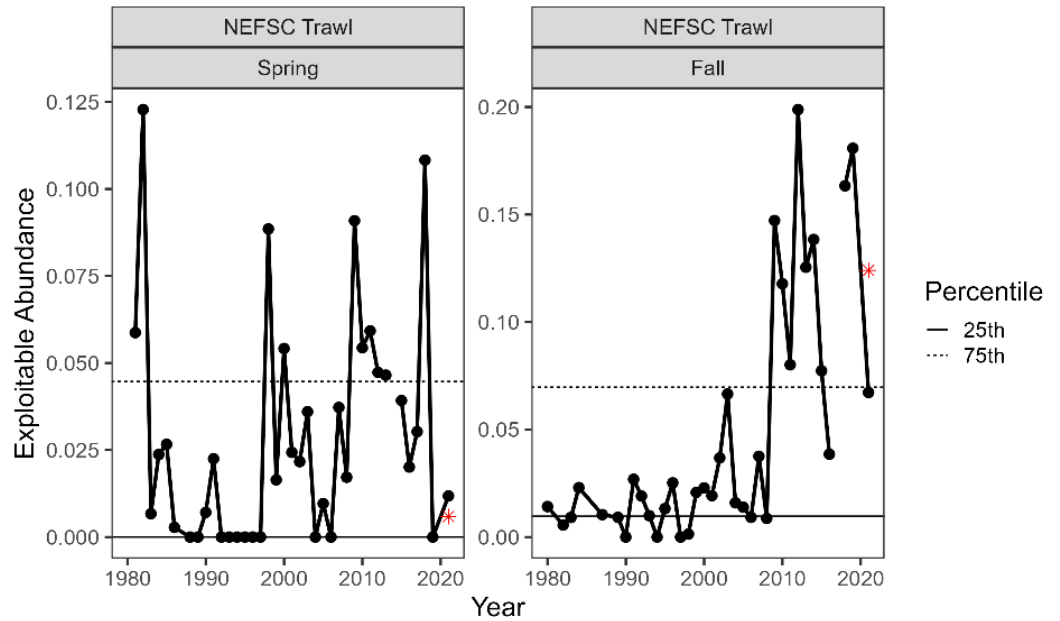 NEFSC Trawl
Spring
NEFSC Trawl
Fall
Exploitable Abundance
0.125
0.100
0.075
0.050
0.025
0.000
0.20
0.15
0.10
0.05
0.00
1980 1990 2000 2010 2020
1980 1990 2000 2010 2020
Year
Percentile
25th
75th